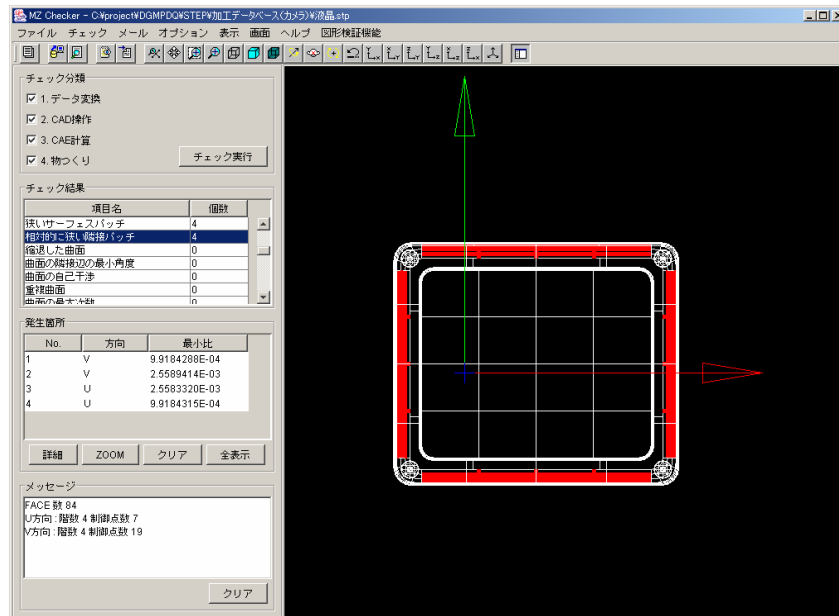 MZ Checker - C:¥project¥DGMPDQ¥STEP¥加工データベース(カメラ)¥液晶.stp
ファイル チェック メール オプション 表示 画面 ヘルプ 図形検証機能
チェック分類
1. データ変換
2. CAD操作
3. CAE計算
4. 物つくり
チェック実行
チェック結果
項目名 個数
狭いサーフェスパッチ 4
相対的に狭い隣接パッチ 4
縮退した曲面 0
曲面の隣接辺の最小角度 0
曲面の自己干渉 0
重複曲面 0
曲面の最大次数 0
発生箇所
No. 方向 最小比
1 V 9.9184288E-04
2 V 2.5589414E-03
3 U 2.5583320E-03
4 U 9.9184315E-04
詳細 ZOOM クリア 全表示
メッセージ
FACE 数 84
U方向 : 階数 4 制御点数 7
V方向 : 階数 4 制御点数 19
クリア